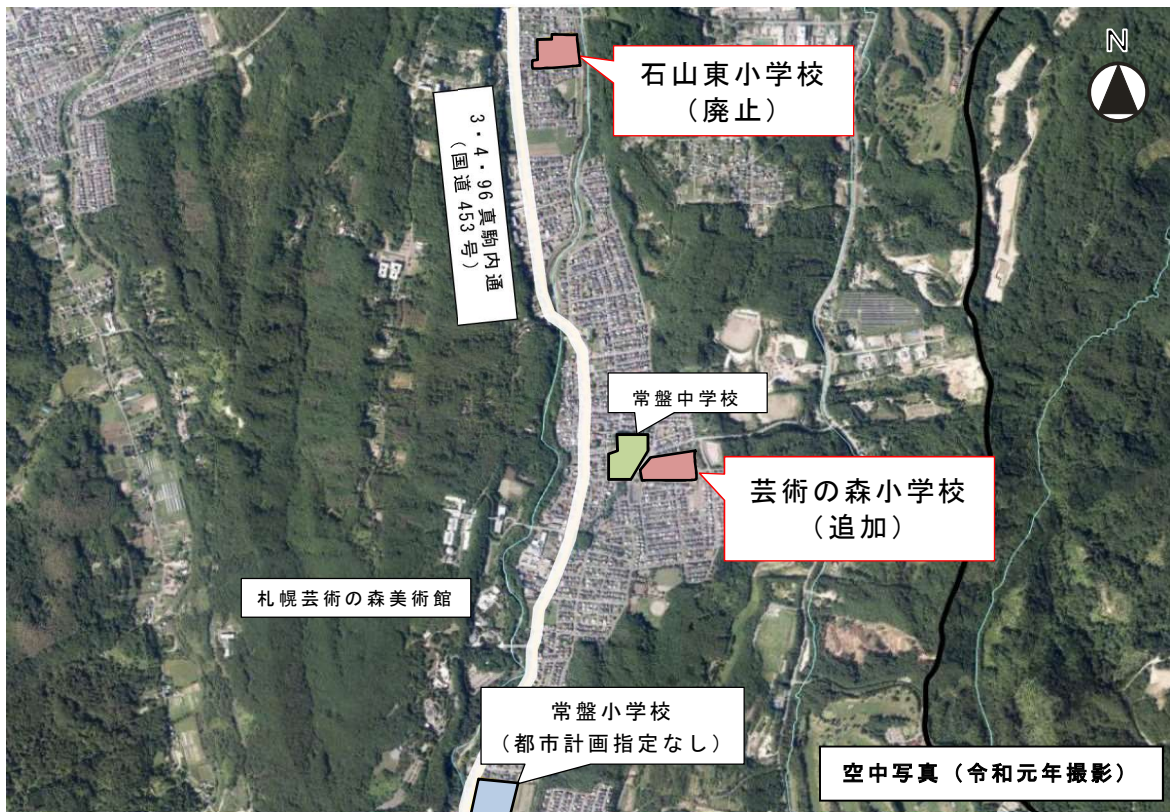 石山東小学校
（廃止）
N
3・4・96 真駒内通
（国道 453 号）
常盤中学校
芸術の森小学校
（追加）
札幌芸術の森美術館
常盤小学校
（都市計画指定なし）
空中写真（令和元年撮影）